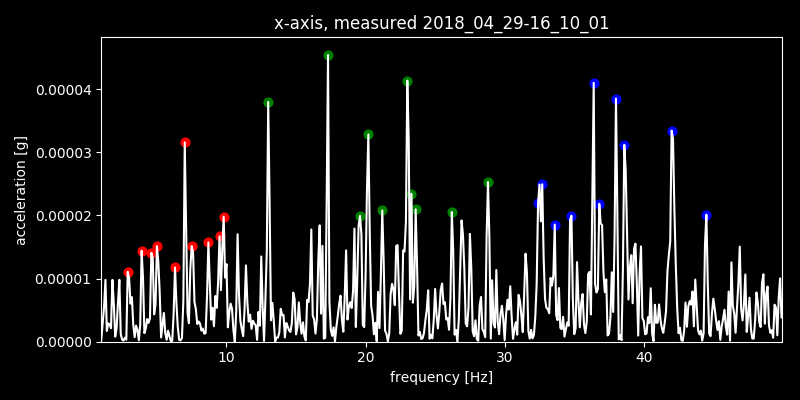 x-axis, measured 2018_04_29-16_10_01
acceleration [g]
0.00004
0.00003
0.00002
0.00001
0.00000
10 20 30 40
frequency [Hz]